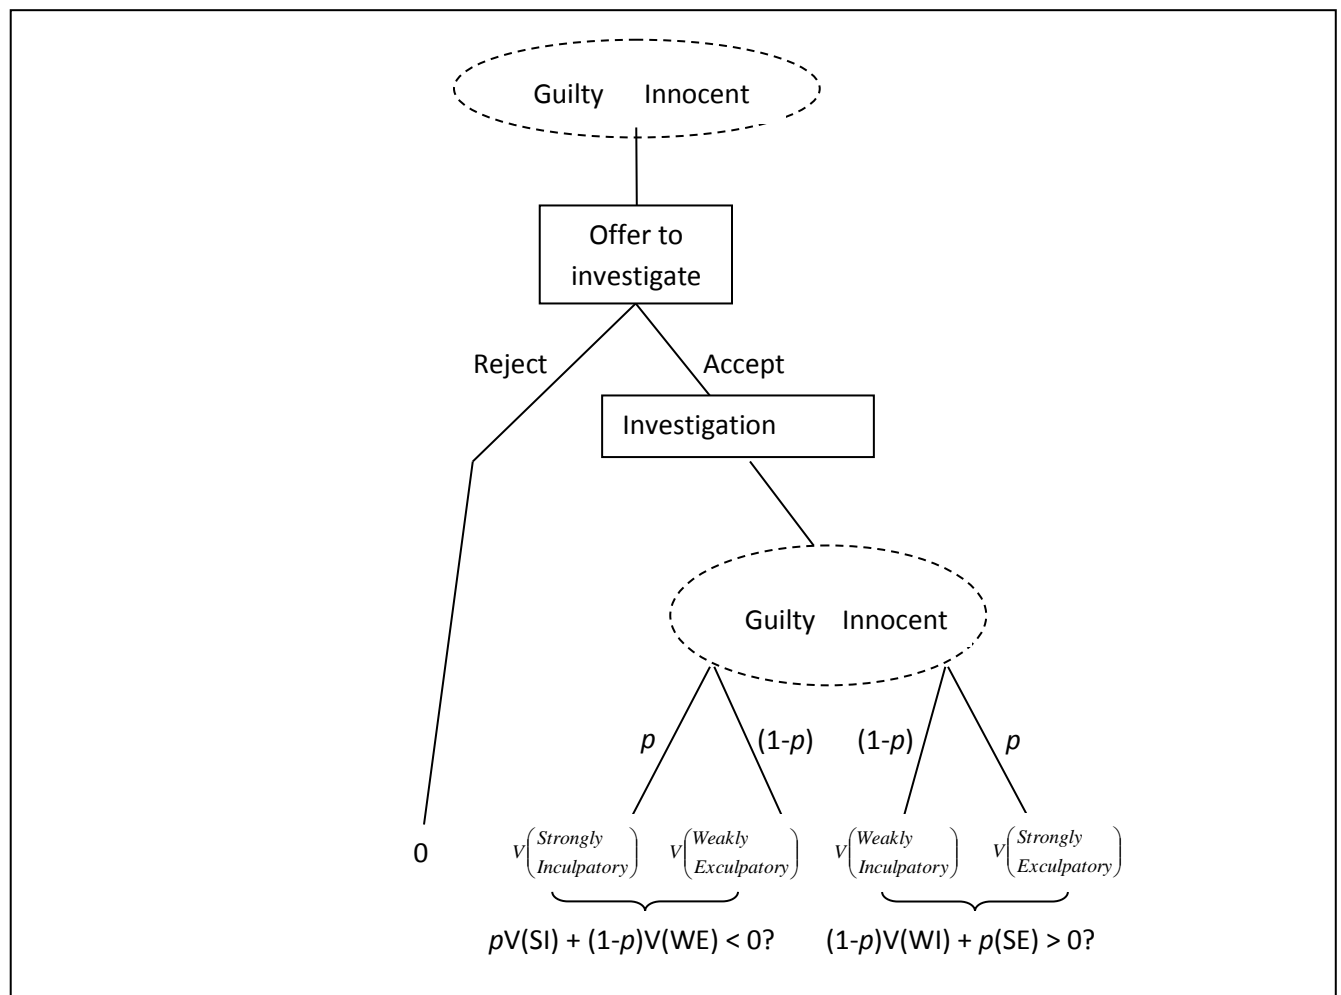 Guilty Innocent
Offer to
investigate
Reject Accept
Investigation
Guilty Innocent
p (1-p) (1-p) p
0
V(Strongly Inculpatory) V(Weakly Exculpatory) V(Weakly Inculpatory) V(Strongly Exculpatory)
pV(SI) + (1-p)V(WE) < 0? (1-p)V(WI) + p(SE) > 0?